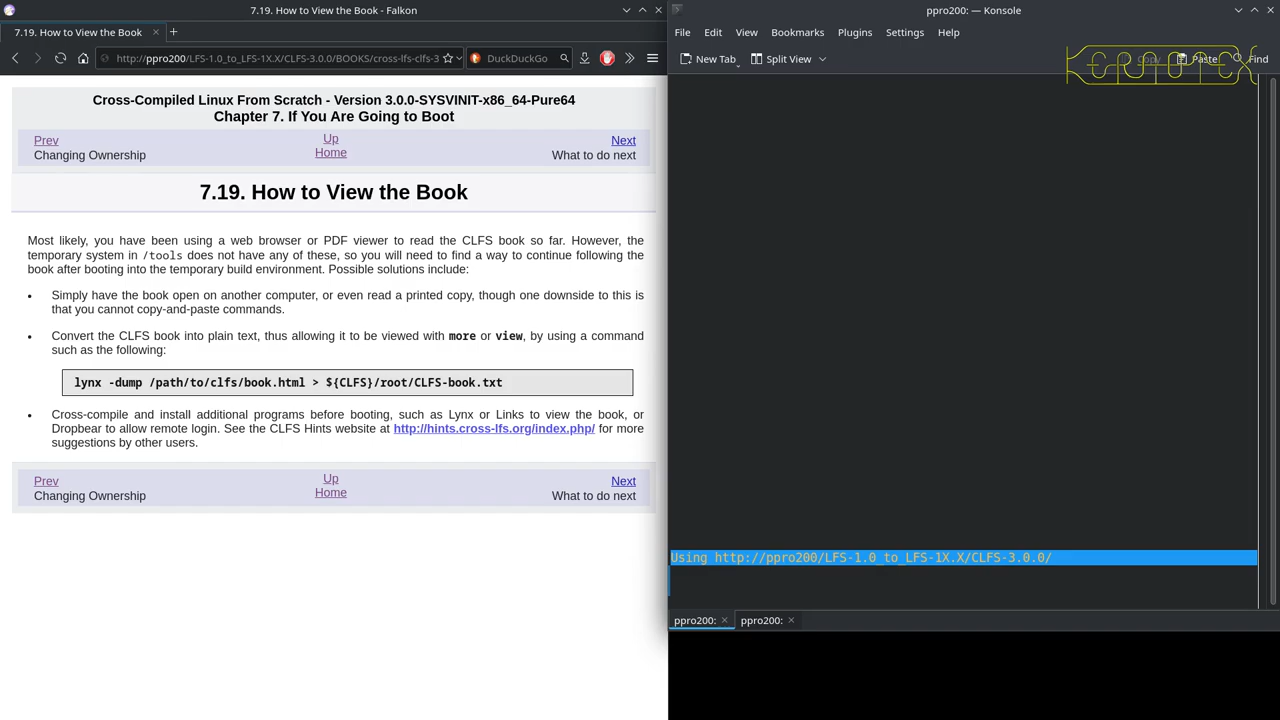 7.19. How to View the Book - Falkon
7.19. How to View the Book
http://ppro200/LFS-1.0_to_LFS-1X.X/CLFS-3.0.0/BOOKS/cross-lfs-clfs-3
DuckDuckGo
Cross-Compiled Linux From Scratch - Version 3.0.0-SYSVINIT-x86_64-Pure64
Chapter 7. If You Are Going to Boot
Prev
Up
Next
Changing Ownership
Home
What to do next
7.19. How to View the Book
Most likely, you have been using a web browser or PDF viewer to read the CLFS book so far. However, the
temporary system in /tools does not have any of these, so you will need to find a way to continue following the
book after booting into the temporary build environment. Possible solutions include:
• Simply have the book open on another computer, or even read a printed copy, though one downside to this is
that you cannot copy-and-paste commands.
• Convert the CLFS book into plain text, thus allowing it to be viewed with more or view, by using a command
such as the following:
lynx -dump /path/to/clfs/book.html > ${CLFS}/root/CLFS-book.txt
• Cross-compile and install additional programs before booting, such as Lynx or Links to view the book, or
Dropbear to allow remote login. See the CLFS Hints website at http://hints.cross-lfs.org/index.php/ for more
suggestions by other users.
Prev
Up
Next
Changing Ownership
Home
What to do next
ppro200: — Konsole
File Edit View Bookmarks Plugins Settings Help
New Tab Split View Copy Paste Find
Using http://ppro200/LFS-1.0_to_LFS-1X.X/CLFS-3.0.0/
ppro200: ppro200: